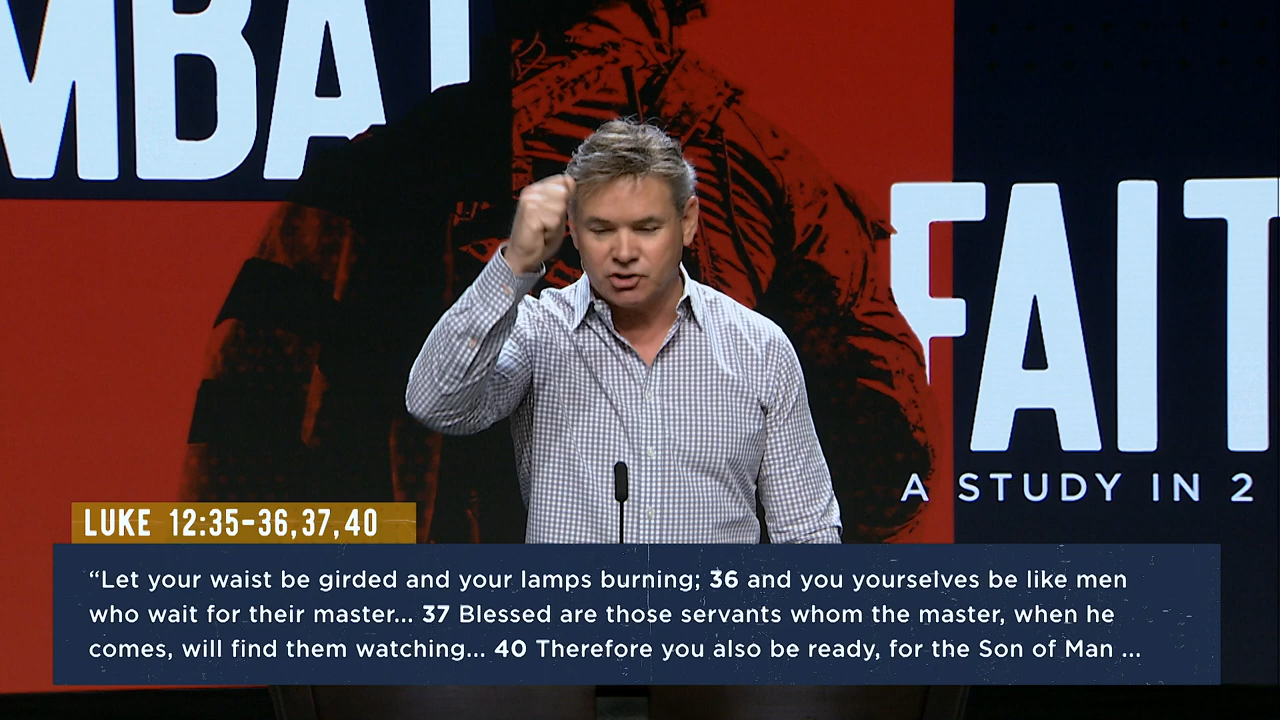 MBAT
FAIT
A STUDY IN 2
LUKE 12:35-36,37,40
“Let your waist be girded and your lamps burning; 36 and you yourselves be like men
who wait for their master... 37 Blessed are those servants whom the master, when he
comes, will find them watching... 40 Therefore you also be ready, for the Son of Man ...